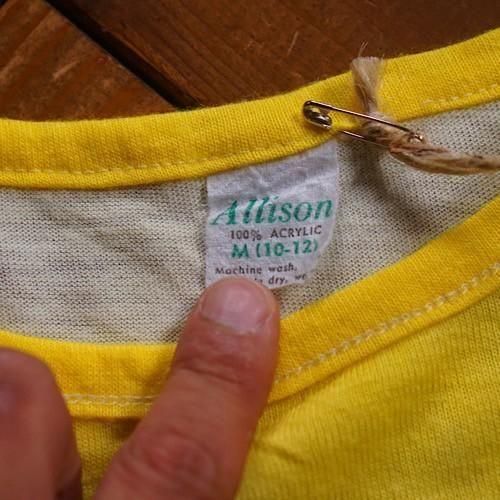 Allison
100% ACRYLIC
M (10-12)
Machine wash,
dry,